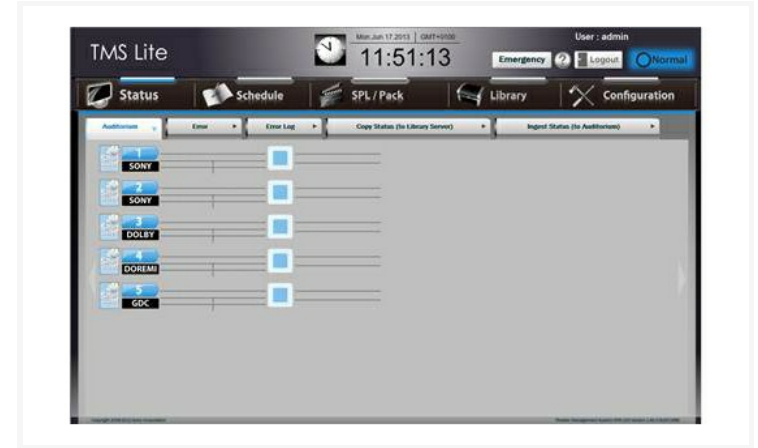 TMS Lite
Mon.Jun 17.2013 | GMT+0100
11:51:13
User : admin
Emergency
?
Logout
Normal
Status
Schedule
SPL / Pack
Library
Configuration
Auditorium
Error
Error Log
Copy Status (to Library Server)
Ingest Status (to Auditorium)
1
SONY
2
SONY
3
DOLBY
4
DOREMI
5
GDC